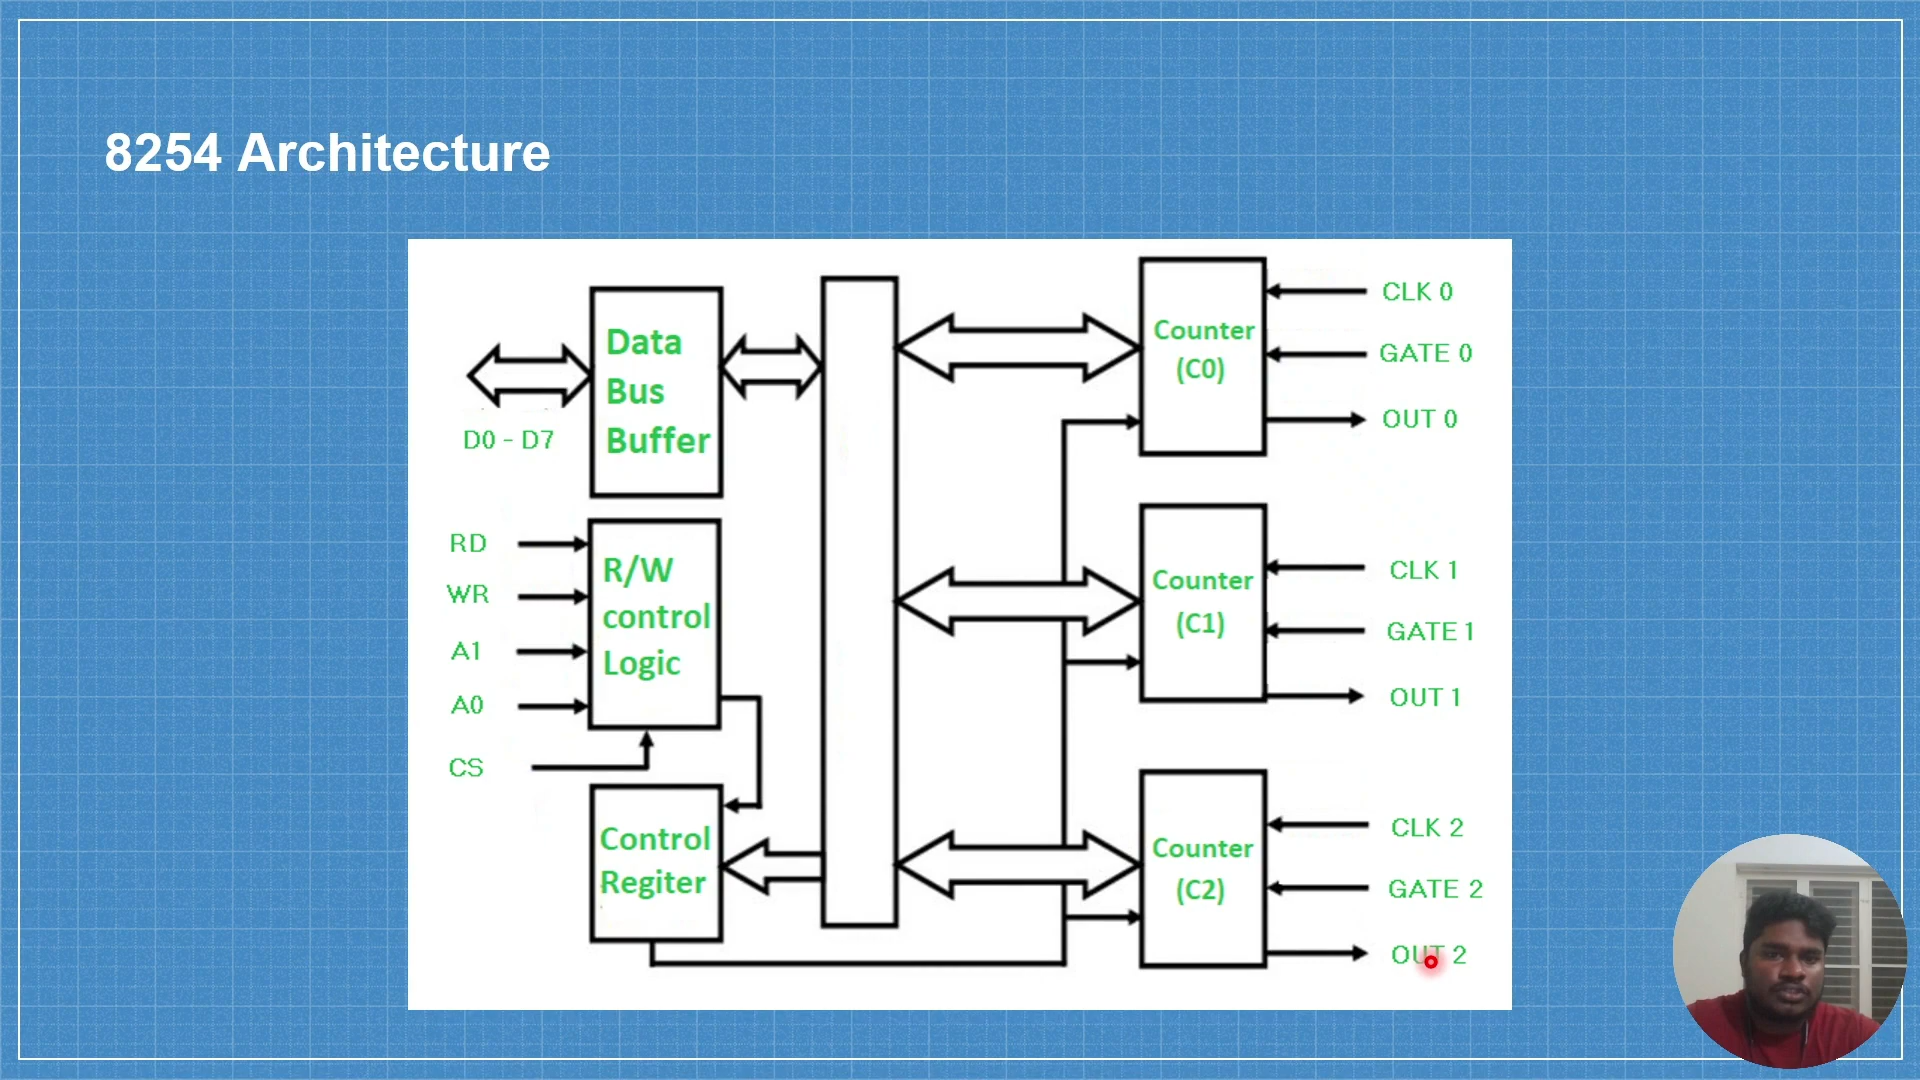 8254 Architecture
Data
Bus
Buffer
D0 - D7
RD
WR
A1
A0
CS
R/W
control
Logic
Control
Regiter
Counter
(C0)
CLK 0
GATE 0
OUT 0
Counter
(C1)
CLK 1
GATE 1
OUT 1
Counter
(C2)
CLK 2
GATE 2
OUT 2